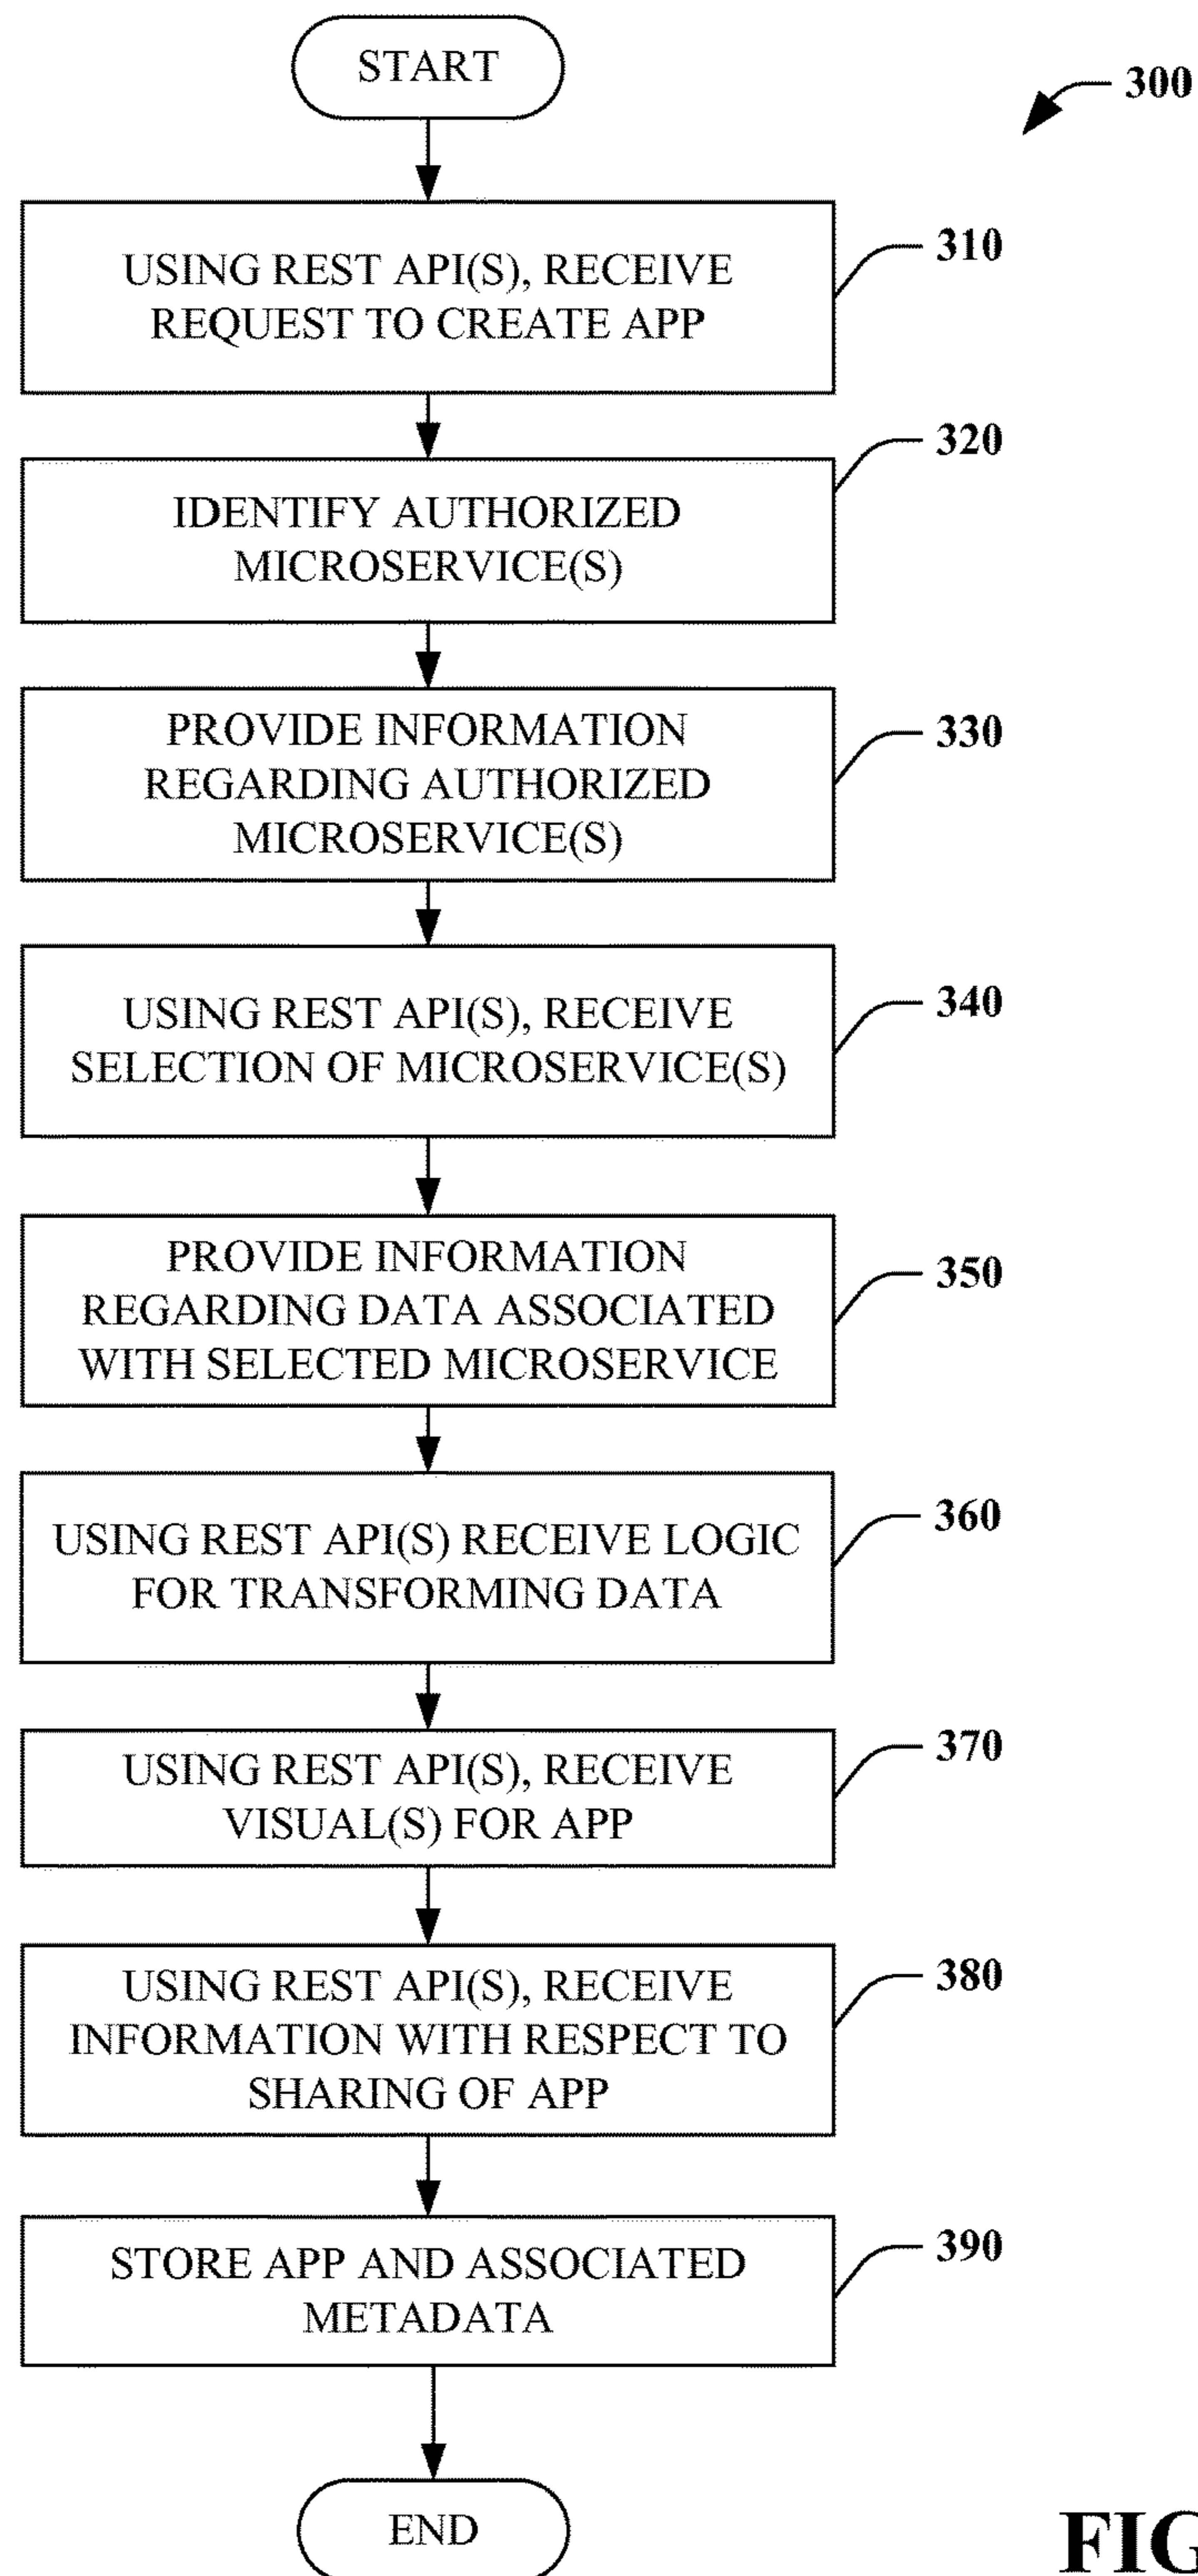 START
300
USING REST API(S), RECEIVE
REQUEST TO CREATE APP
310
IDENTIFY AUTHORIZED
MICROSERVICE(S)
320
PROVIDE INFORMATION
REGARDING AUTHORIZED
MICROSERVICE(S)
330
USING REST API(S), RECEIVE
SELECTION OF MICROSERVICE(S)
340
PROVIDE INFORMATION
REGARDING DATA ASSOCIATED
WITH SELECTED MICROSERVICE
350
USING REST API(S) RECEIVE LOGIC
FOR TRANSFORMING DATA
360
USING REST API(S), RECEIVE
VISUAL(S) FOR APP
370
USING REST API(S), RECEIVE
INFORMATION WITH RESPECT TO
SHARING OF APP
380
STORE APP AND ASSOCIATED
METADATA
390
END
FIG